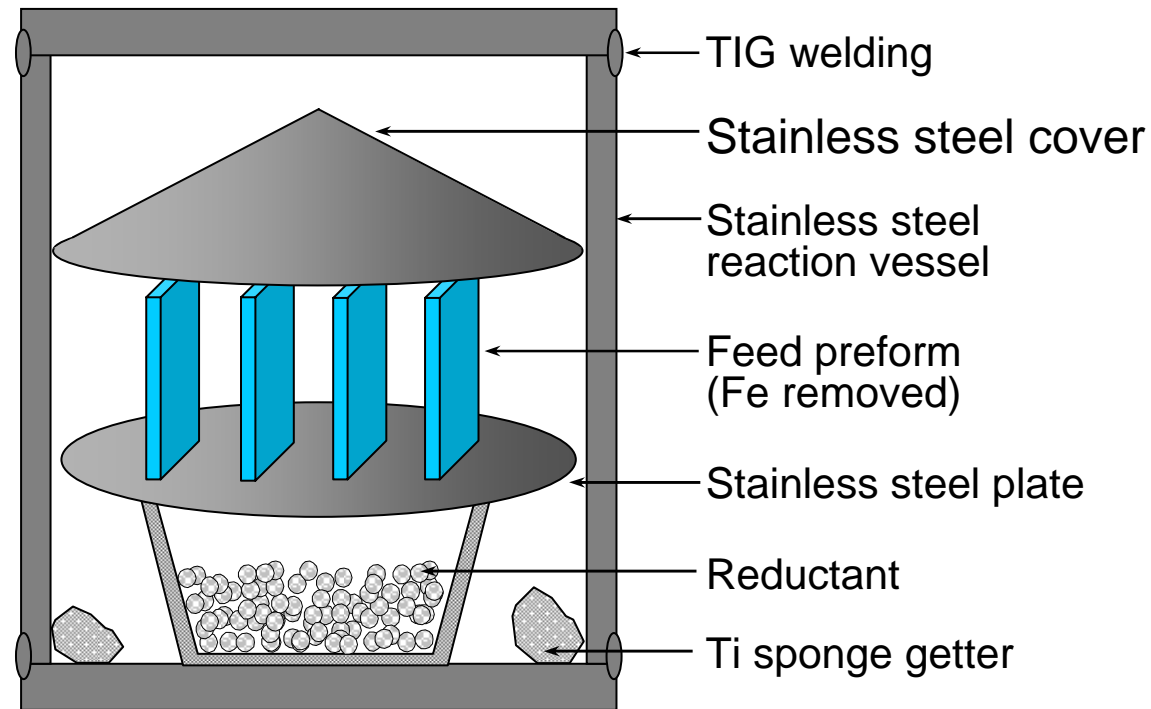 TIG welding
Stainless steel cover
Stainless steel
reaction vessel
Feed preform
(Fe removed)
Stainless steel plate
Reductant
Ti sponge getter